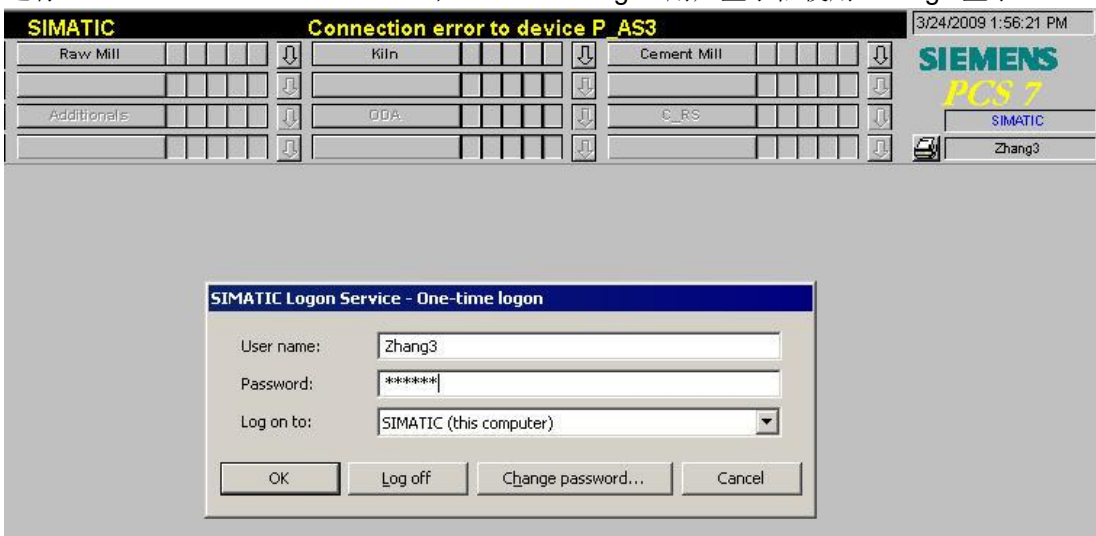 SIMATIC Connection error to device P_AS3 3/24/2009 1:56:21 PM
Raw Mill Kiln Cement Mill
SIEMENS
PCS 7
Additionals ODA C_RS
SIMATIC
Zhang3
SIMATIC Logon Service - One-time logon
User name: Zhang3
Password: ******
Log on to: SIMATIC (this computer)
OK Log off Change password... Cancel